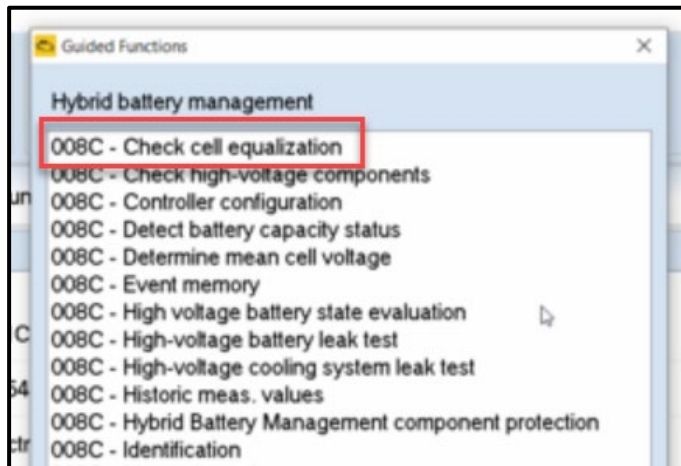 Guided Functions
Hybrid battery management
008C - Check cell equalization
008C - Check high-voltage components
008C - Controller configuration
008C - Detect battery capacity status
008C - Determine mean cell voltage
008C - Event memory
008C - High voltage battery state evaluation
008C - High-voltage battery leak test
008C - High-voltage cooling system leak test
008C - Historic meas. values
008C - Hybrid Battery Management component protection
008C - Identification
un
C
54
ctr